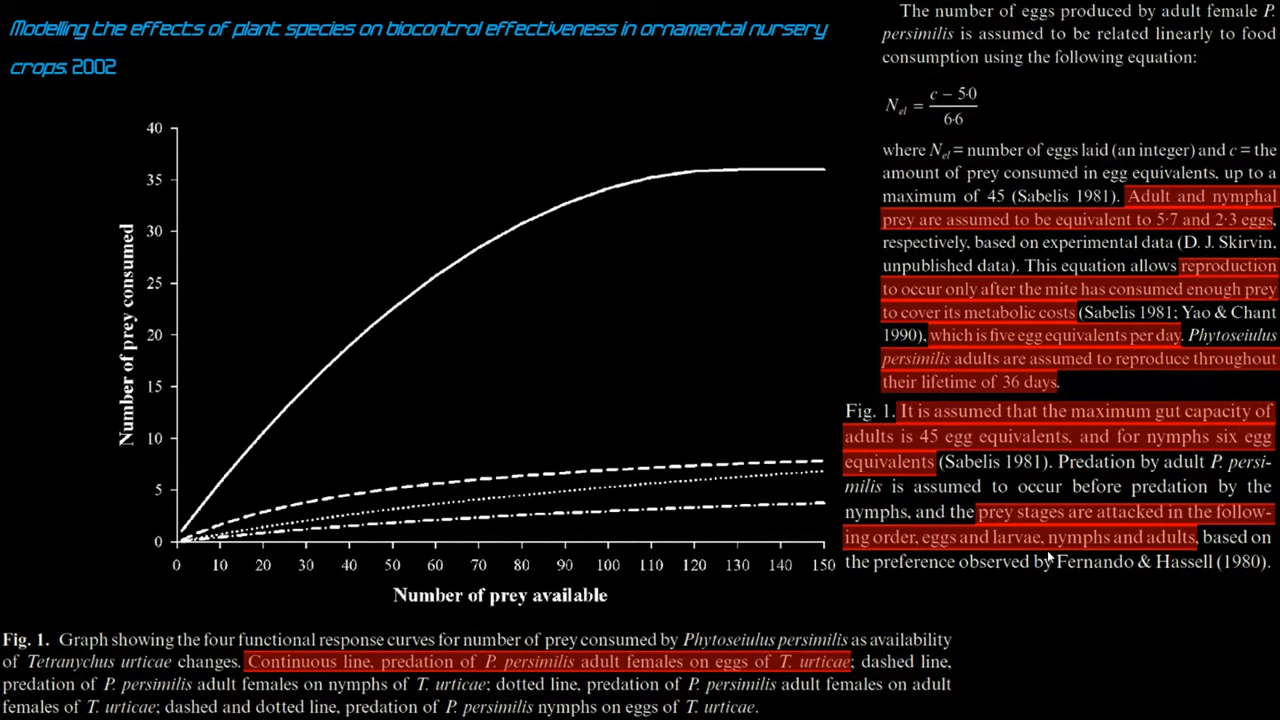 Modelling the effects of plant species on biocontrol effectiveness in ornamental nursery
crops. 2002
40
35
30
25
20
15
10
5
0
Number of prey consumed
0 10 20 30 40 50 60 70 80 90 100 110 120 130 140 150
Number of prey available
Fig. 1. Graph showing the four functional response curves for number of prey consumed by Phytoseiulus persimilis as availability
of Tetranychus urticae changes. Continuous line, predation of P. persimilis adult females on eggs of T. urticae; dashed line,
predation of P. persimilis adult females on nymphs of T. urticae; dotted line, predation of P. persimilis adult females on adult
females of T. urticae; dashed and dotted line, predation of P. persimilis nymphs on eggs of T. urticae.
The number of eggs produced by adult female P.
persimilis is assumed to be related linearly to food
consumption using the following equation:
N_el = (c − 5·0) / 6·6
where N_el = number of eggs laid (an integer) and c = the
amount of prey consumed in egg equivalents, up to a
maximum of 45 (Sabelis 1981). Adult and nymphal
prey are assumed to be equivalent to 5·7 and 2·3 eggs,
respectively, based on experimental data (D. J. Skirvin,
unpublished data). This equation allows reproduction
to occur only after the mite has consumed enough prey
to cover its metabolic costs (Sabelis 1981; Yao & Chant
1990), which is five egg equivalents per day. Phytoseiulus
persimilis adults are assumed to reproduce throughout
their lifetime of 36 days.
Fig. 1. It is assumed that the maximum gut capacity of
adults is 45 egg equivalents, and for nymphs six egg
equivalents (Sabelis 1981). Predation by adult P. persi-
milis is assumed to occur before predation by the
nymphs, and the prey stages are attacked in the follow-
ing order, eggs and larvae, nymphs and adults, based on
the preference observed by Fernando & Hassell (1980).